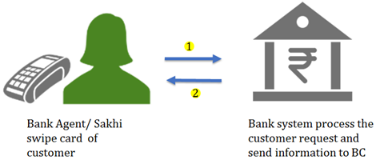 1
2
₹
Bank Agent/ Sakhi
swipe card of
customer
Bank system process the
customer request and
send information to BC